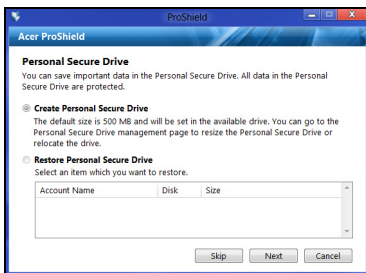 ProShield
Acer ProShield
Personal Secure Drive
You can save important data in the Personal Secure Drive. All data in the Personal
Secure Drive are protected.
Create Personal Secure Drive
The default size is 500 MB and will be set in the available drive. You can go to the
Personal Secure Drive management page to resize the Personal Secure Drive or
relocate the drive.
Restore Personal Secure Drive
Select an item which you want to restore.
Account Name Disk Size
Skip Next Cancel